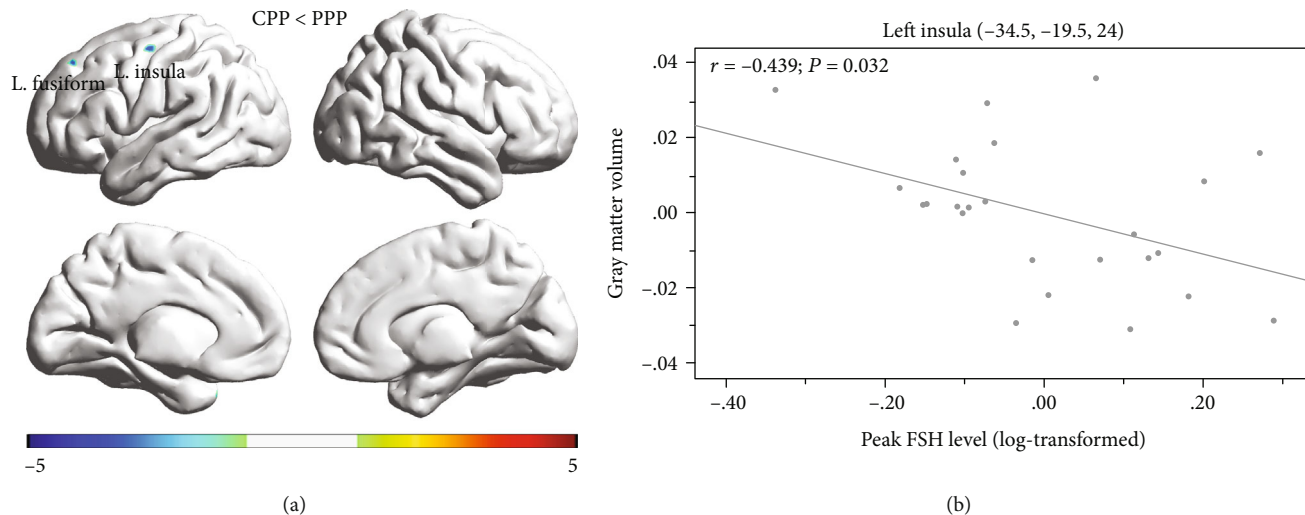 CPP < PPP
L. fusiform
L. insula
−5
5
(a)
Left insula (−34.5, −19.5, 24)
r = −0.439; P = 0.032
Gray matter volume
.04
.02
.00
−.02
−.04
−.40
−.20
.00
.20
Peak FSH level (log-transformed)
(b)